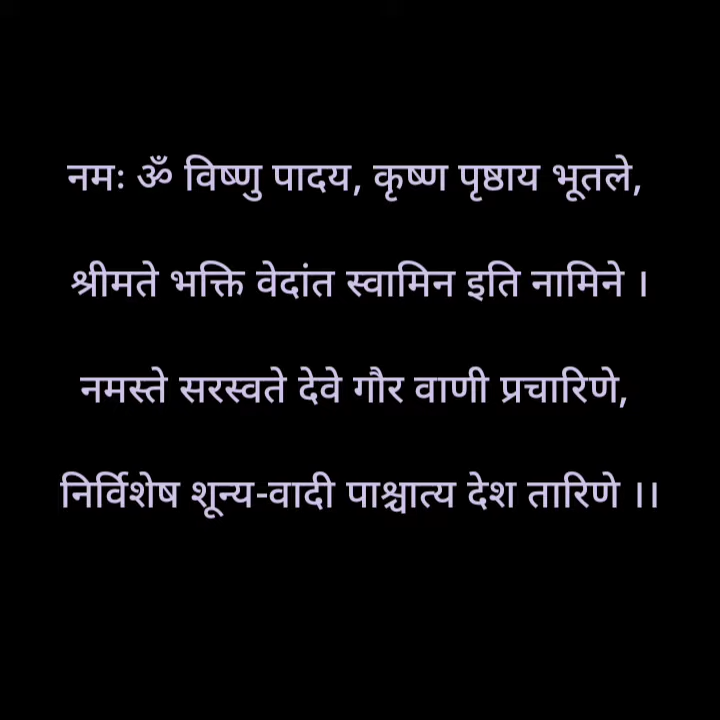 नमः ॐ विष्णु पादय, कृष्ण पृष्ठाय भूतले,
श्रीमते भक्ति वेदांत स्वामिन इति नामिने ।
नमस्ते सरस्वते देवे गौर वाणी प्रचारिणे,
निर्विशेष शून्य-वादी पाश्चात्य देश तारिणे ।।